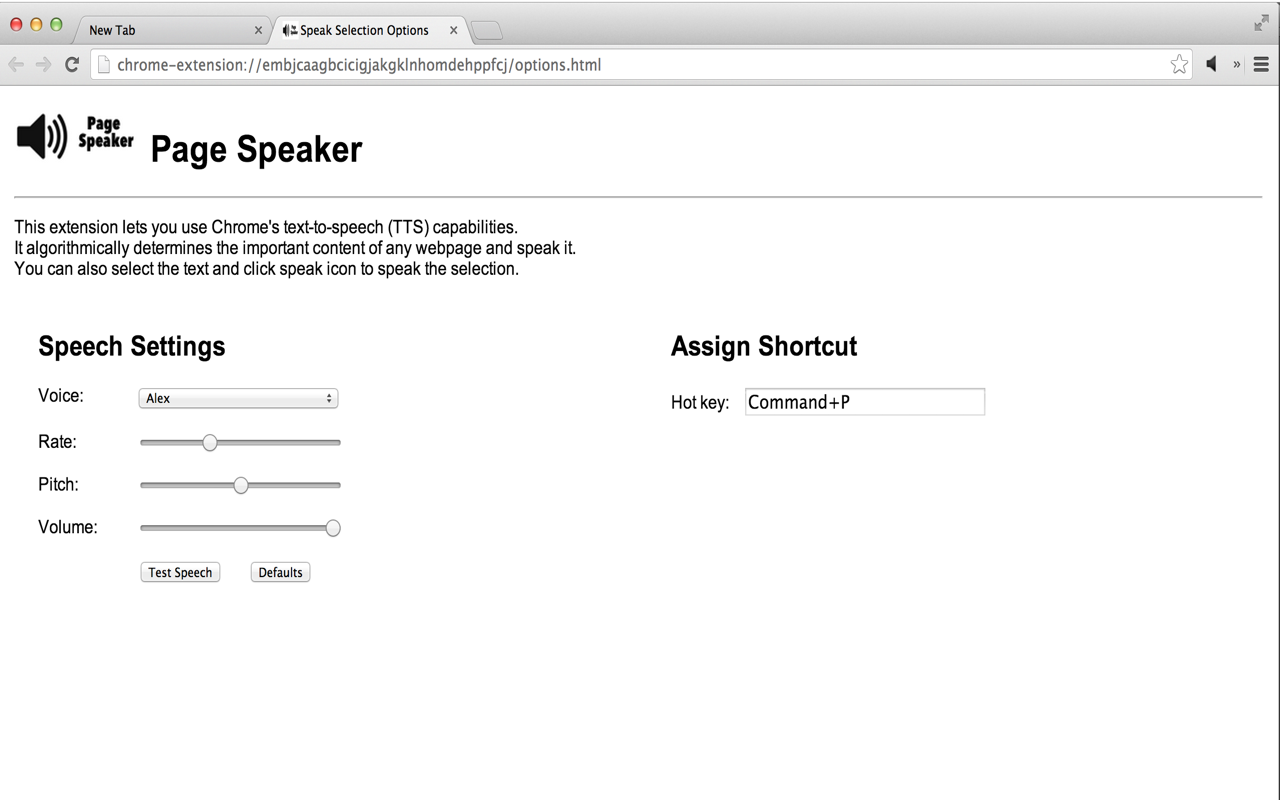 New Tab
Speak Selection Options
chrome-extension://embjcaagbcicigjakgklnhomdehppfcj/options.html
Page
Speaker
Page Speaker
This extension lets you use Chrome's text-to-speech (TTS) capabilities.
It algorithmically determines the important content of any webpage and speak it.
You can also select the text and click speak icon to speak the selection.
Speech Settings
Voice: Alex
Rate:
Pitch:
Volume:
Test Speech Defaults
Assign Shortcut
Hot key: Command+P